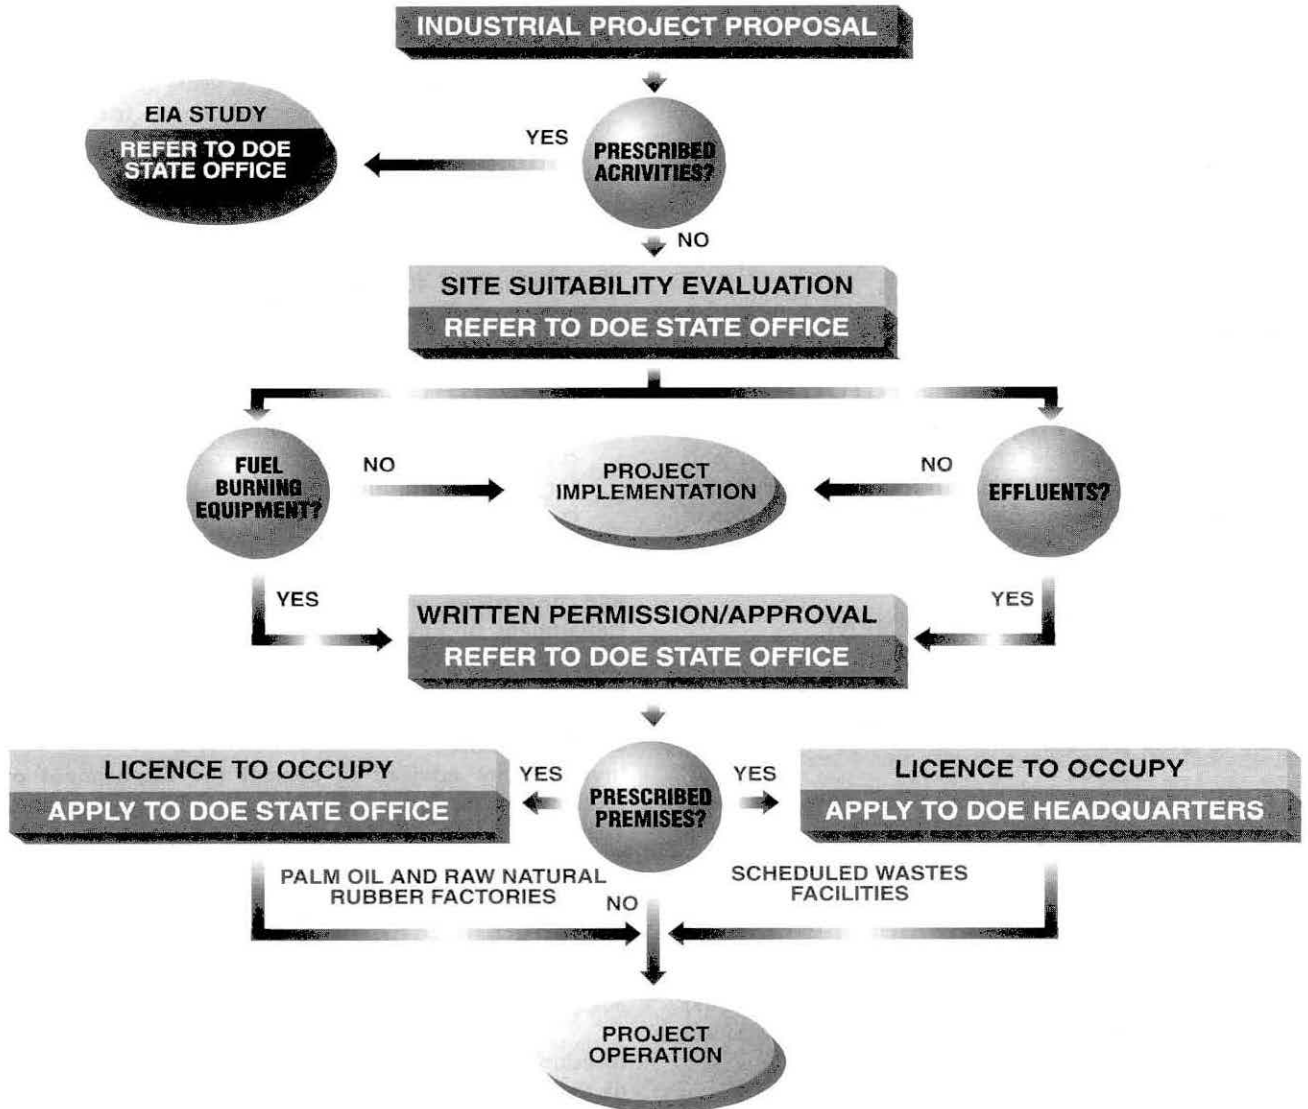 INDUSTRIAL PROJECT PROPOSAL
EIA STUDY
REFER TO DOE
STATE OFFICE
YES
PRESCRIBED
ACRIVITIES?
NO
SITE SUITABILITY EVALUATION
REFER TO DOE STATE OFFICE
FUEL
BURNING
EQUIPMENT?
NO
PROJECT
IMPLEMENTATION
NO
EFFLUENTS?
YES
WRITTEN PERMISSION/APPROVAL
REFER TO DOE STATE OFFICE
YES
LICENCE TO OCCUPY
APPLY TO DOE STATE OFFICE
YES
PRESCRIBED
PREMISES?
YES
LICENCE TO OCCUPY
APPLY TO DOE HEADQUARTERS
PALM OIL AND RAW NATURAL
RUBBER FACTORIES
NO
SCHEDULED WASTES
FACILITIES
PROJECT
OPERATION